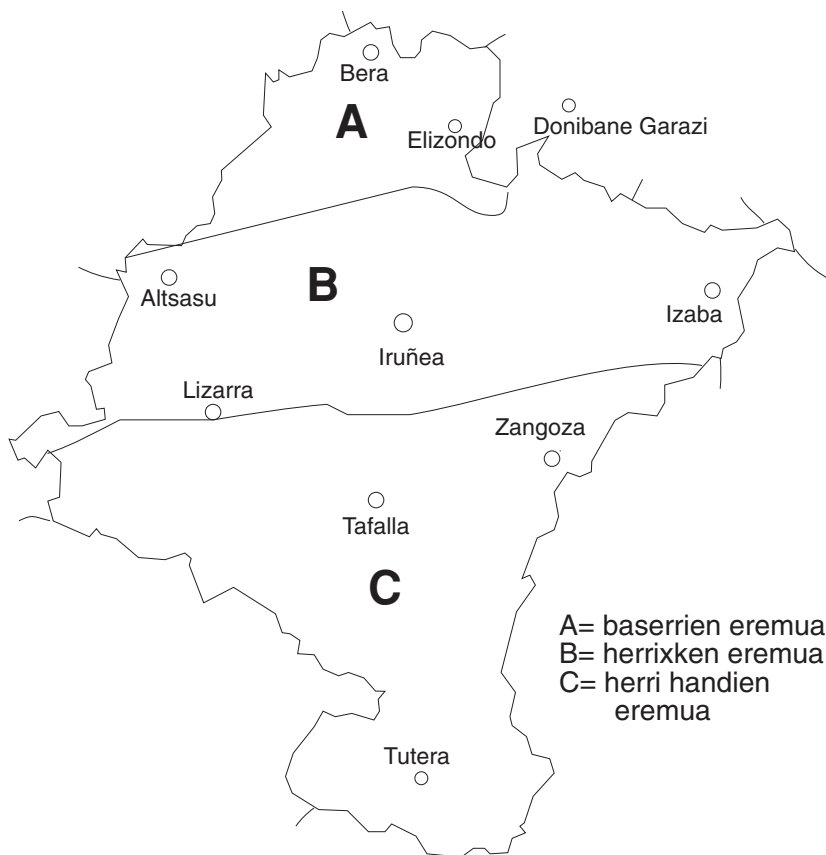 Bera
A
Elizondo
Donibane Garazi
B
Altsasu
Izaba
Iruñea
Lizarra
Zangoza
Tafalla
C
A= baserrien eremua
B= herrixken eremua
C= herri handien
eremua
Tutera